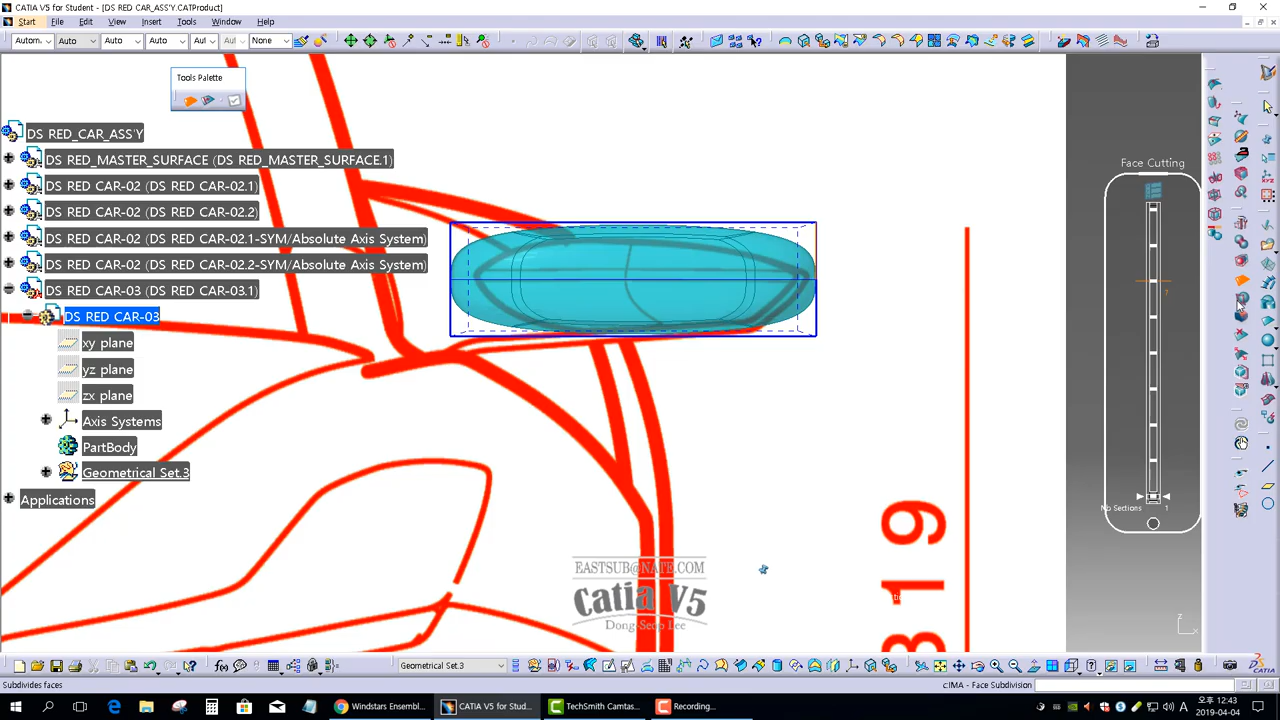 CATIA V5 for Student - [DS RED CAR_ASS'Y.CATProduct]
Start File Edit View Insert Tools Window Help
Autom. Auto Auto Auto Aut Aut None
Tools Palette
DS RED_CAR_ASS'Y
DS RED_MASTER_SURFACE (DS RED_MASTER_SURFACE.1)
DS RED CAR-02 (DS RED CAR-02.1)
DS RED CAR-02 (DS RED CAR-02.2)
DS RED CAR-02 (DS RED CAR-02.1-SYM/Absolute Axis System)
DS RED CAR-02 (DS RED CAR-02.2-SYM/Absolute Axis System)
DS RED CAR-03 (DS RED CAR-03.1)
DS RED CAR-03
xy plane
yz plane
zx plane
Axis Systems
PartBody
Geometrical Set.3
Applications
Face Cutting
7
Nb Sections 1
319
EASTSUB@NATE.COM
Catia V5
Dong-Seop Lee
z
x
Geometrical Set.3
Subdivides faces
c:IMA - Face Subdivision
DS CATIA
Windstars Ensembl...
CATIA V5 for Stud...
TechSmith Camtas...
Recording...
A
오후 12:43
2019-04-04